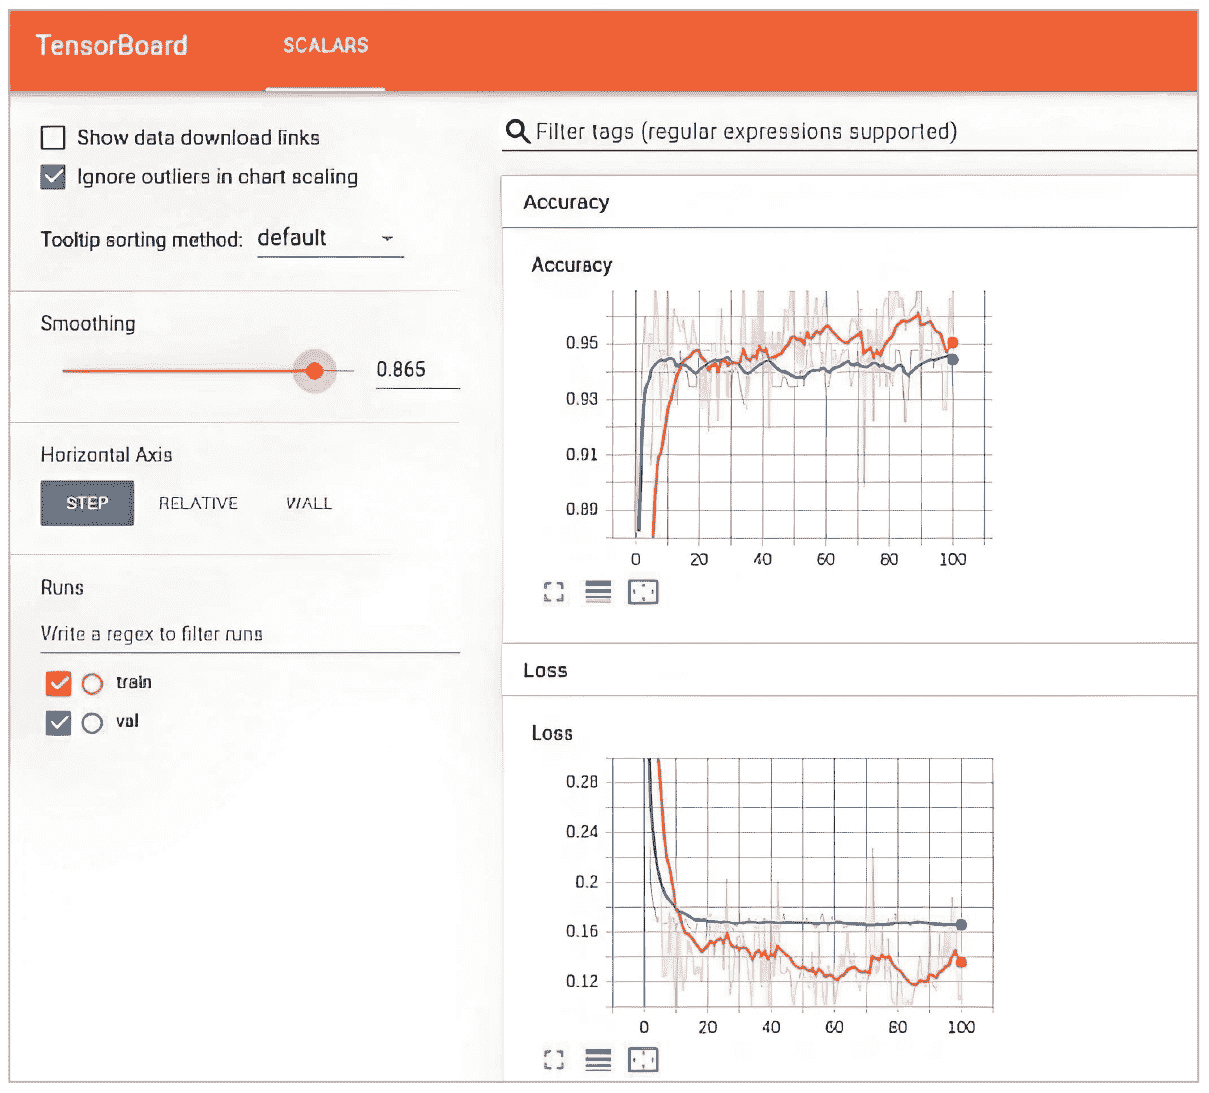 TensorBoard SCALARS
Show data download links
Ignore outliers in chart scaling
Tooltip sorting method: default
Smoothing
0.865
Horizontal Axis
STEP RELATIVE WALL
Runs
Write a regex to filter runs
train
val
Filter tags (regular expressions supported)
Accuracy
Accuracy
0.95
0.93
0.91
0.89
0 20 40 60 80 100
Loss
Loss
0.28
0.24
0.2
0.16
0.12
0 20 40 60 80 100